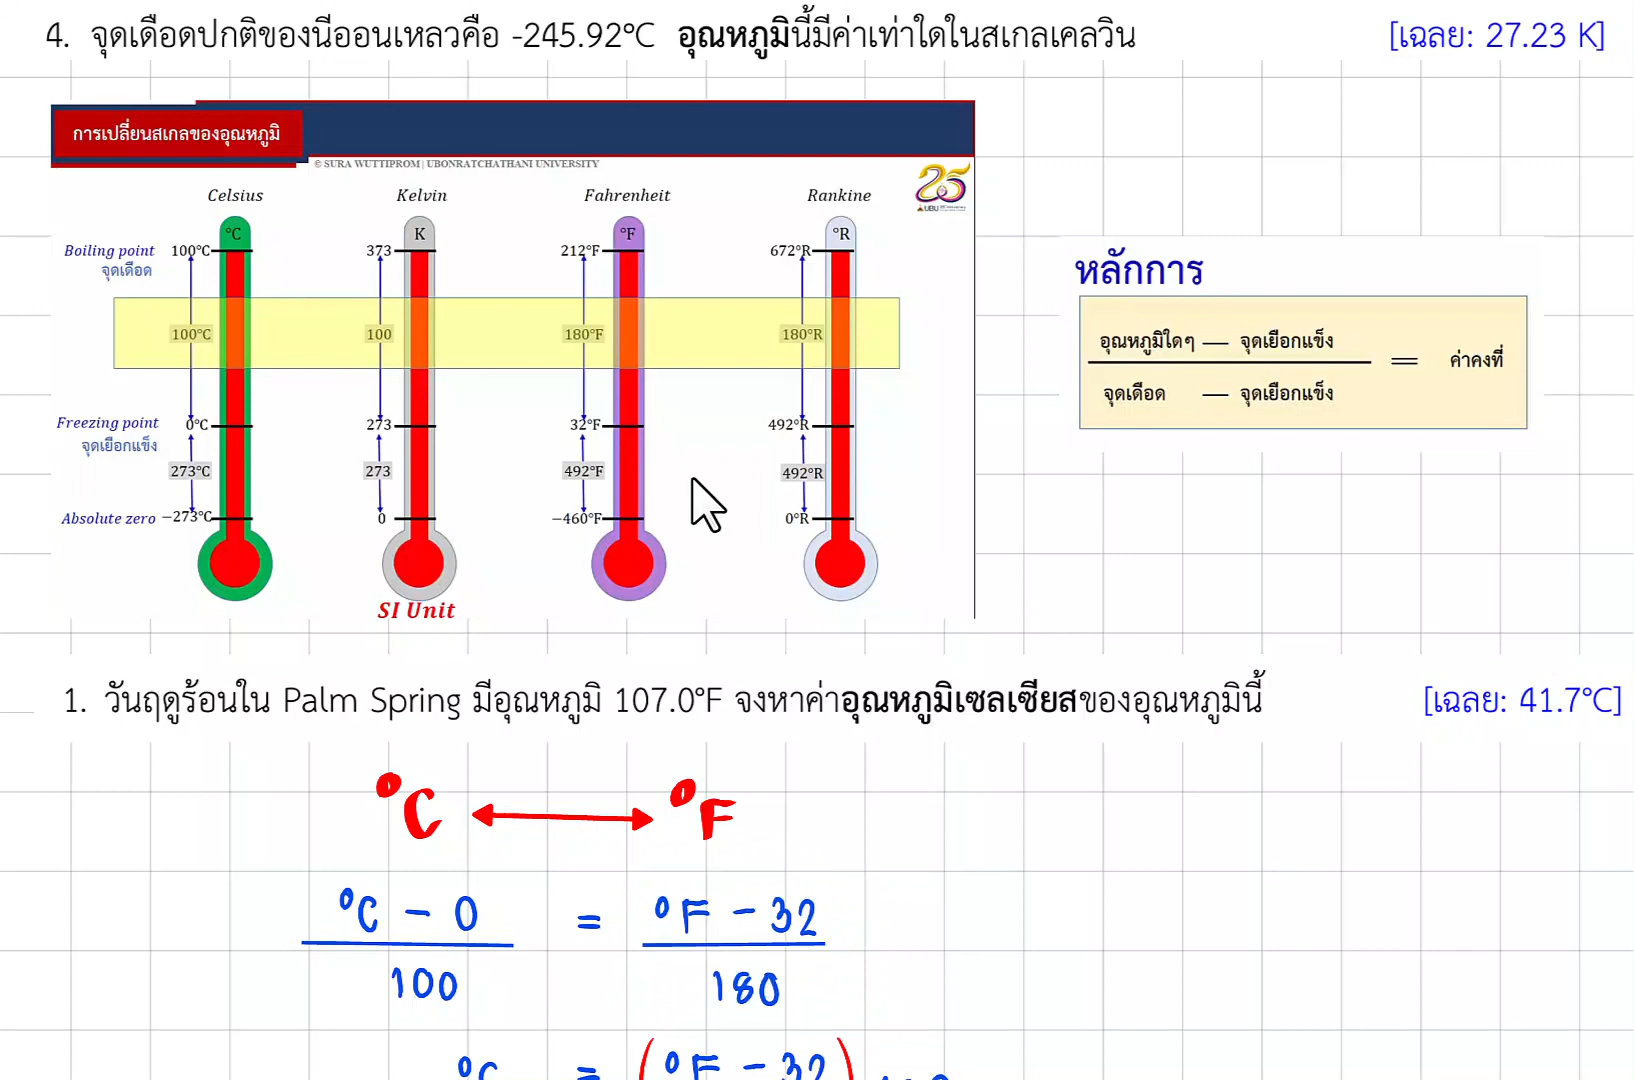 4. จุดเดือดปกติของนีออนเหลวคือ -245.92°C อุณหภูมินี้มีค่าเท่าใดในสเกลเคลวิน [เฉลย: 27.23 K]
การเปลี่ยนสเกลของอุณหภูมิ
© SURA WUTTIPROM | UBONRATCHATHANI UNIVERSITY
25
UBU
Celsius Kelvin Fahrenheit Rankine
°C K °F °R
Boiling point 100°C 373 212°F 672°R
จุดเดือด
100°C 100 180°F 180°R
Freezing point 0°C 273 32°F 492°R
จุดเยือกแข็ง
273°C 273 492°F 492°R
Absolute zero −273°C 0 −460°F 0°R
SI Unit
หลักการ
อุณหภูมิใดๆ — จุดเยือกแข็ง
= ค่าคงที่
จุดเดือด — จุดเยือกแข็ง
1. วันฤดูร้อนใน Palm Spring มีอุณหภูมิ 107.0°F จงหาค่าอุณหภูมิเซลเซียสของอุณหภูมินี้ [เฉลย: 41.7°C]
°C ↔ °F
°C − 0 = °F − 32
100 180
°C = (°F − 32)